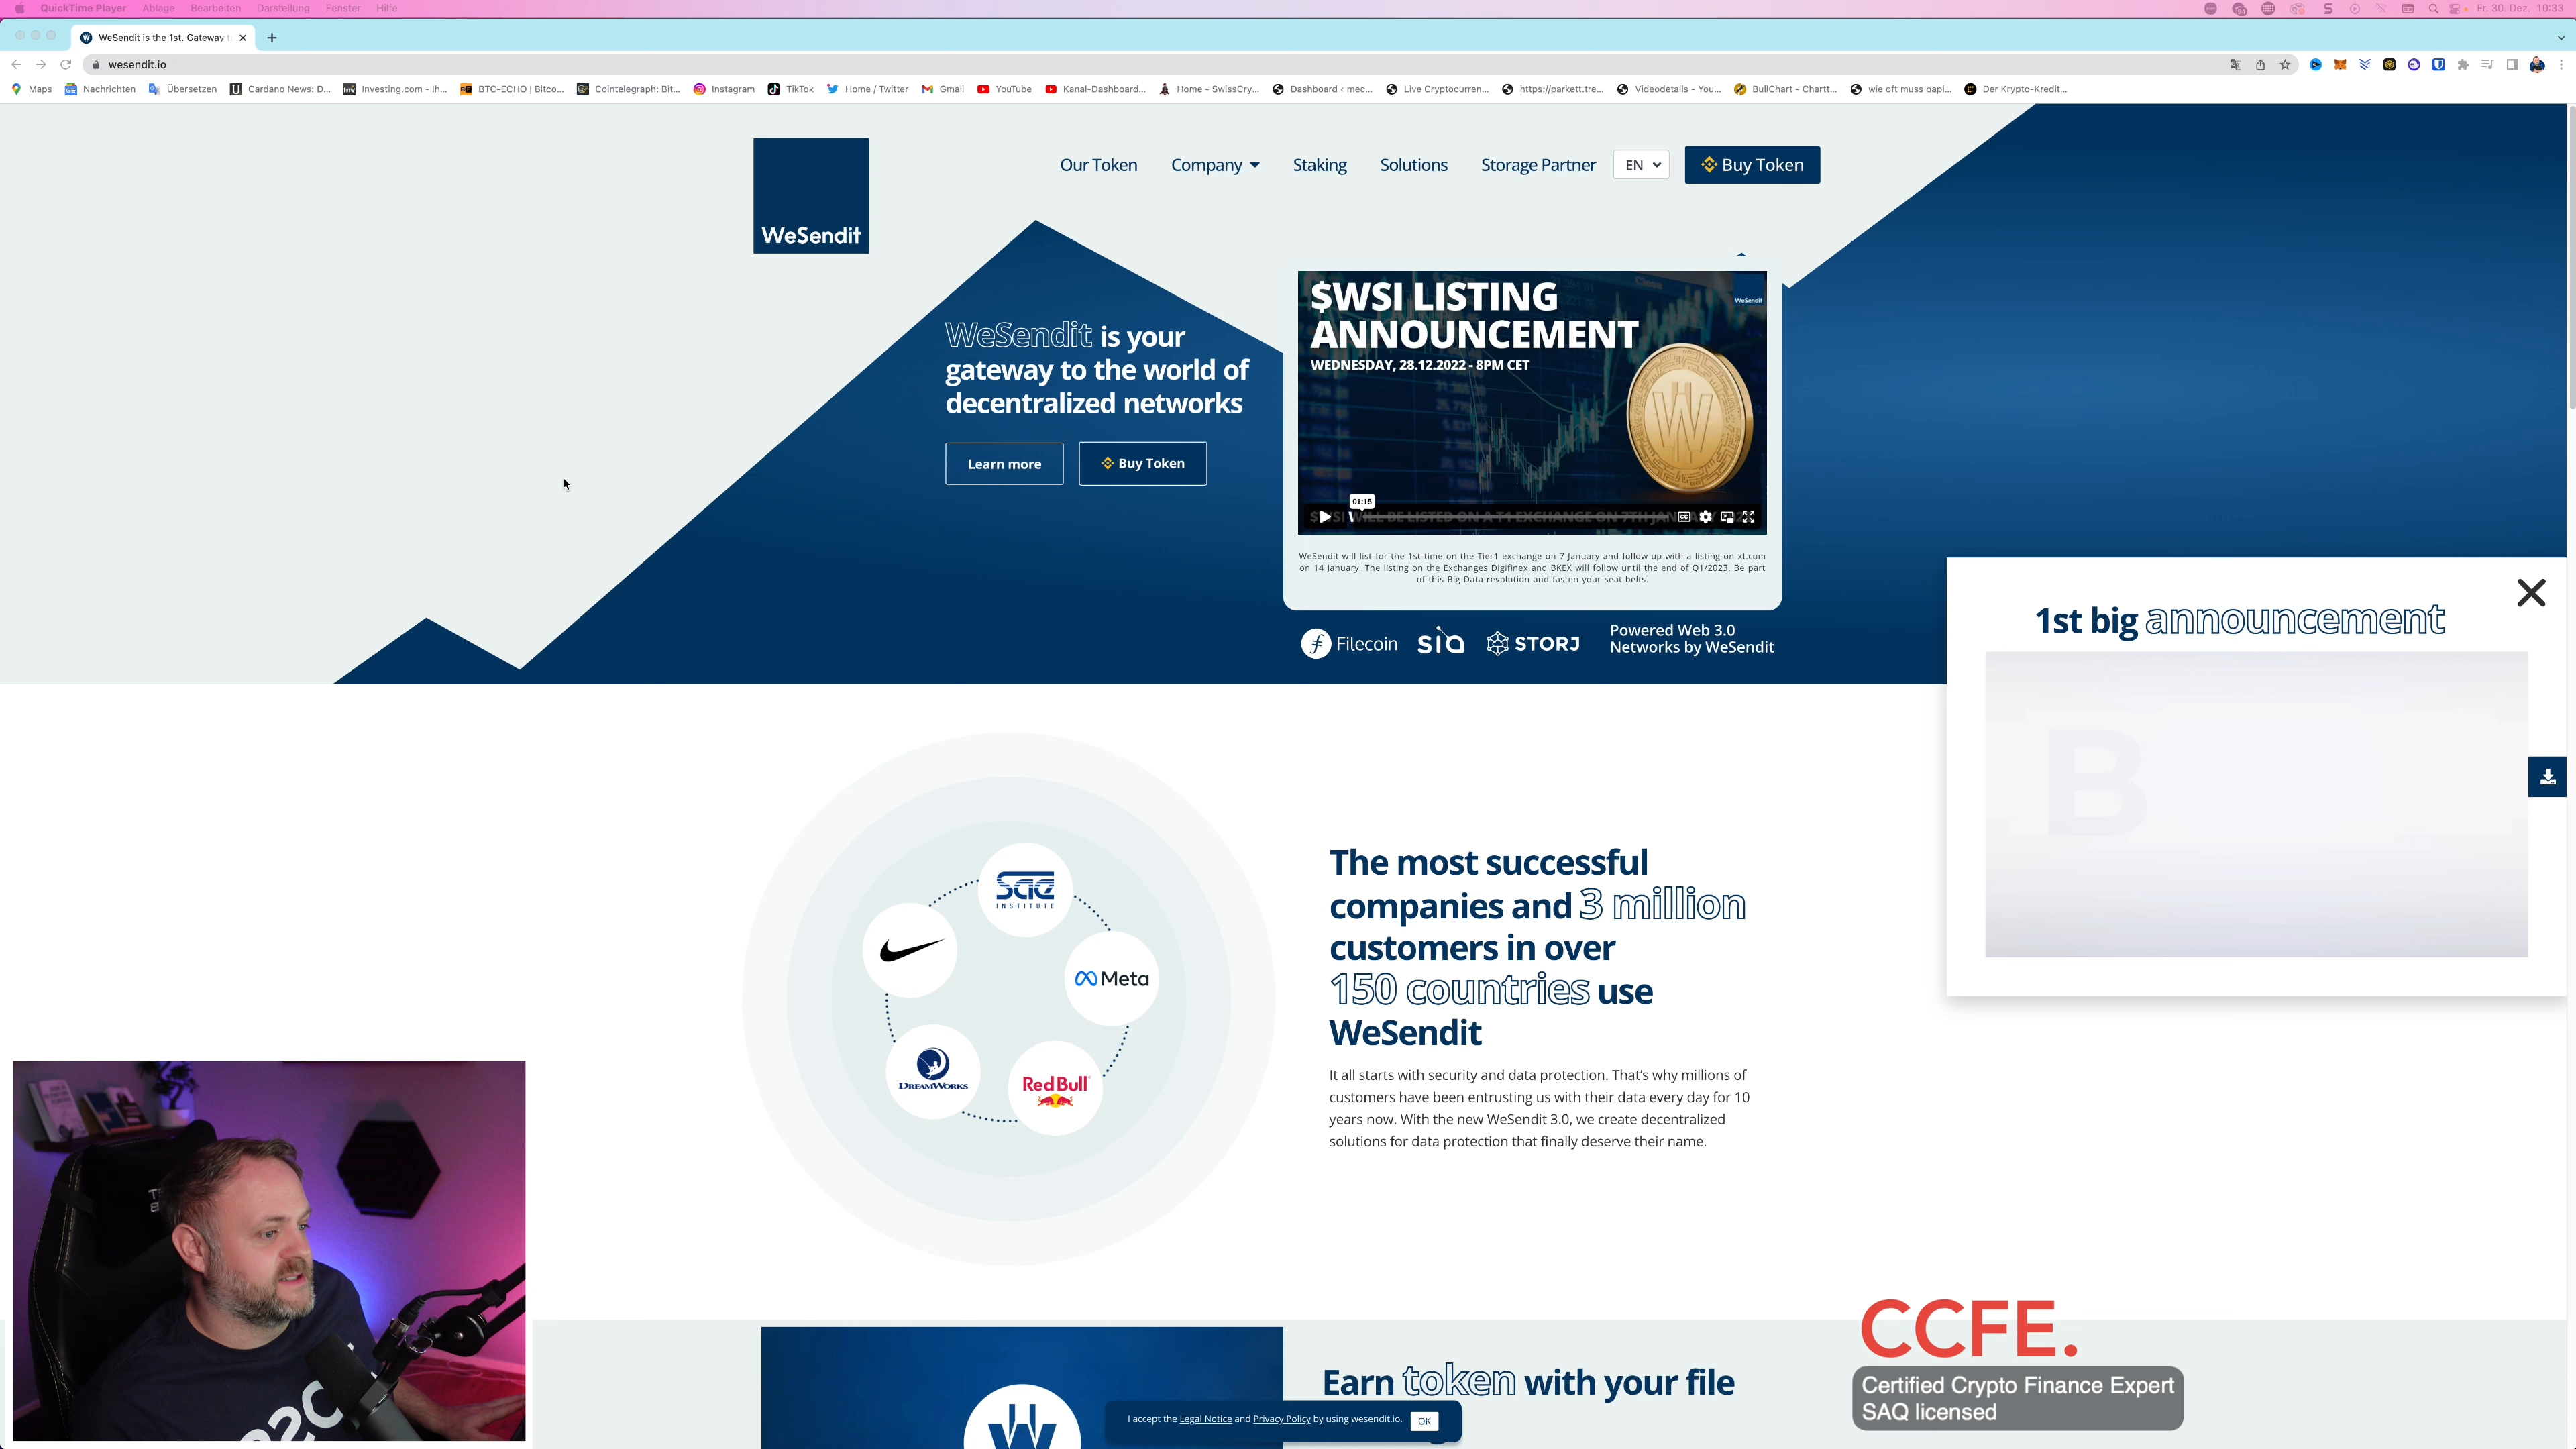 QuickTime Player Ablage Bearbeiten Darstellung Fenster Hilfe
Fr. 30. Dez. 10:33
WeSendit is the 1st. Gateway t
wesendit.io
Maps Nachrichten Übersetzen Cardano News: D... Investing.com - Ih... BTC-ECHO | Bitco... Cointelegraph: Bit... Instagram TikTok Home / Twitter Gmail YouTube Kanal-Dashboard... Home - SwissCry... Dashboard ‹ mec... Live Cryptocurren... https://parkett.tre... Videodetails - You... BullChart - Chartt... wie oft muss papi... Der Krypto-Kredit...
WeSendit
Our Token Company Staking Solutions Storage Partner EN Buy Token
WeSendit is your
gateway to the world of
decentralized networks
Learn more Buy Token
$WSI LISTING
ANNOUNCEMENT
WEDNESDAY, 28.12.2022 - 8PM CET
WeSendit
01:15
$WSI WILL BE LISTED ON A T1 EXCHANGE ON 7TH JANUARY
WeSendit will list for the 1st time on the Tier1 exchange on 7 January and follow up with a listing on xt.com
on 14 January. The listing on the Exchanges Digifinex and BKEX will follow until the end of Q1/2023. Be part
of this Big Data revolution and fasten your seat belts.
Filecoin sia STORJ
Powered Web 3.0
Networks by WeSendit
1st big announcement
B
SAE
INSTITUTE
Meta
DREAMWORKS
Red Bull
The most successful
companies and 3 million
customers in over
150 countries use
WeSendit
It all starts with security and data protection. That's why millions of
customers have been entrusting us with their data every day for 10
years now. With the new WeSendit 3.0, we create decentralized
solutions for data protection that finally deserve their name.
Earn token with your file
I accept the Legal Notice and Privacy Policy by using wesendit.io. OK
CCFE.
Certified Crypto Finance Expert
SAQ licensed